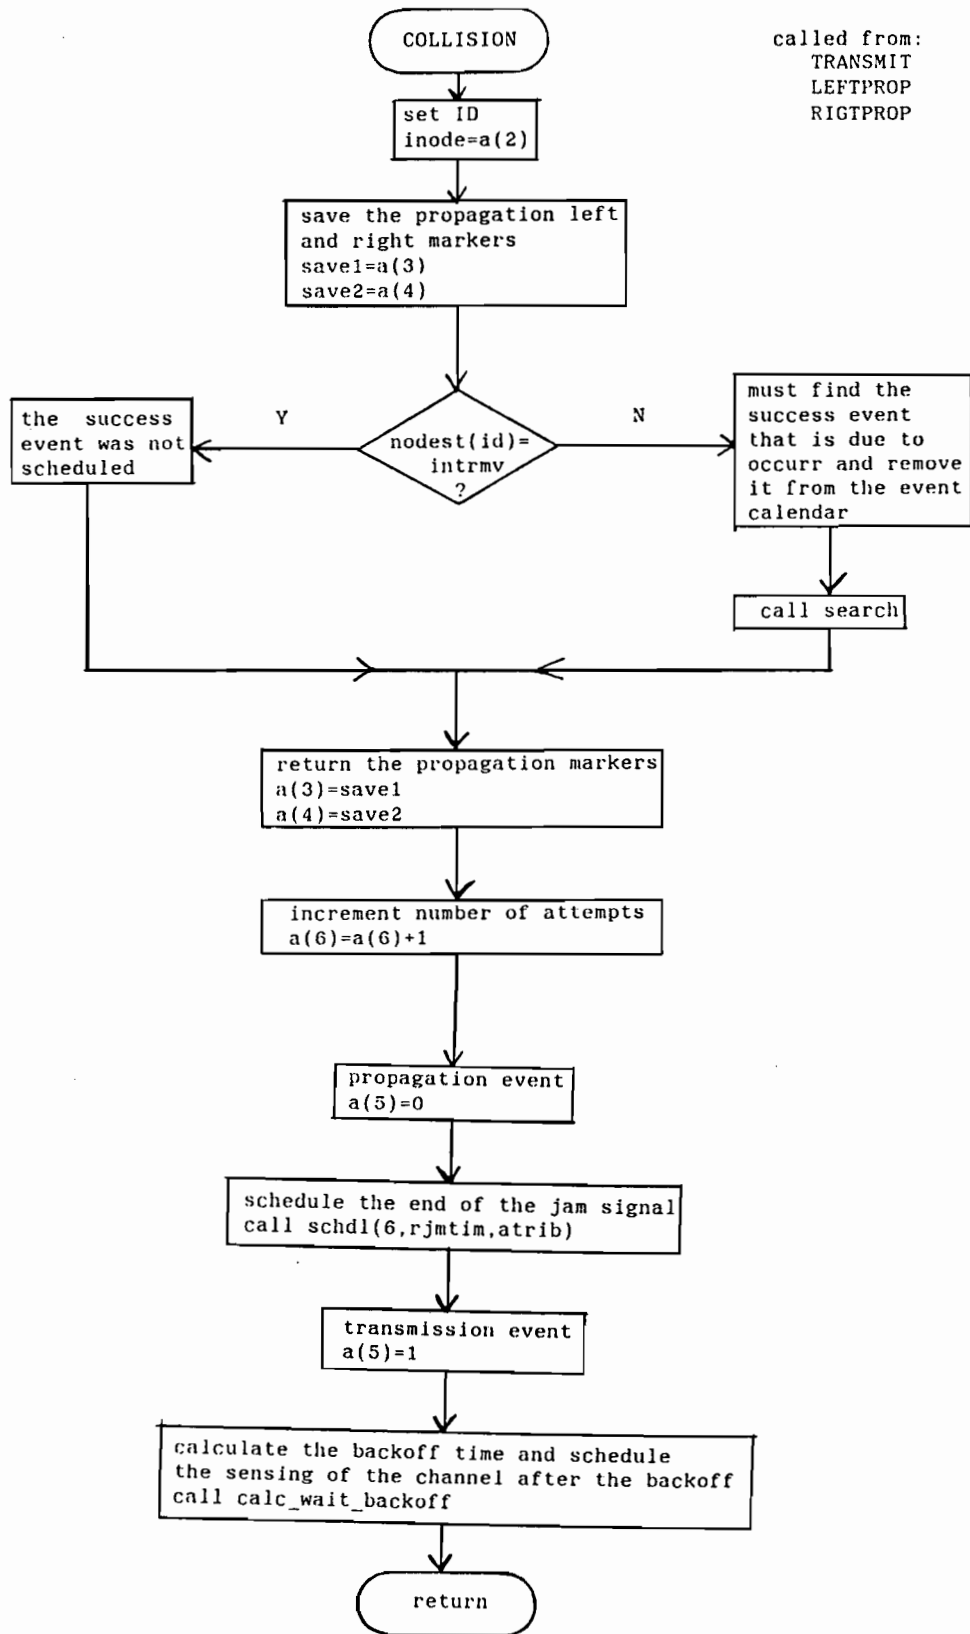 COLLISION
called from:
TRANSMIT
LEFTPROP
RIGTPROP
set ID
inode=a(2)
save the propagation left
and right markers
save1=a(3)
save2=a(4)
the success
event was not
scheduled
Y
nodest(id)=
intrmv
?
N
must find the
success event
that is due to
occurr and remove
it from the event
calendar
call search
return the propagation markers
a(3)=save1
a(4)=save2
increment number of attempts
a(6)=a(6)+1
propagation event
a(5)=0
schedule the end of the jam signal
call schdl(6,rjmtim,atrib)
transmission event
a(5)=1
calculate the backoff time and schedule
the sensing of the channel after the backoff
call calc_wait_backoff
return